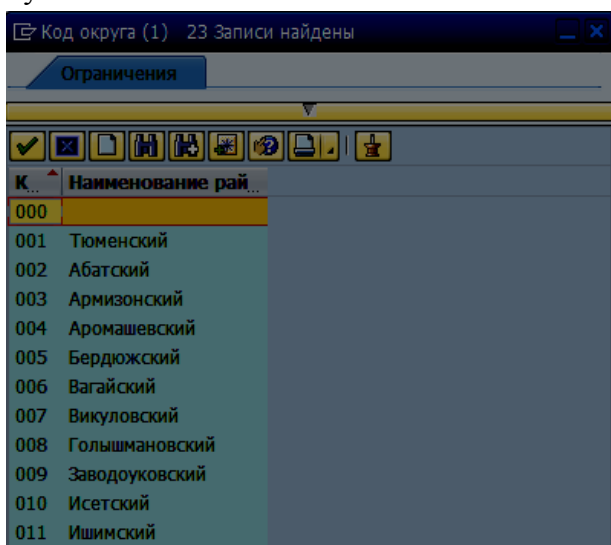 Код округа (1) 23 Записи найдены
Ограничения
К... Наименование рай...
000
001 Тюменский
002 Абатский
003 Армизонский
004 Аромашевский
005 Бердюжский
006 Вагайский
007 Викуловский
008 Голышмановский
009 Заводоуковский
010 Исетский
011 Ишимский